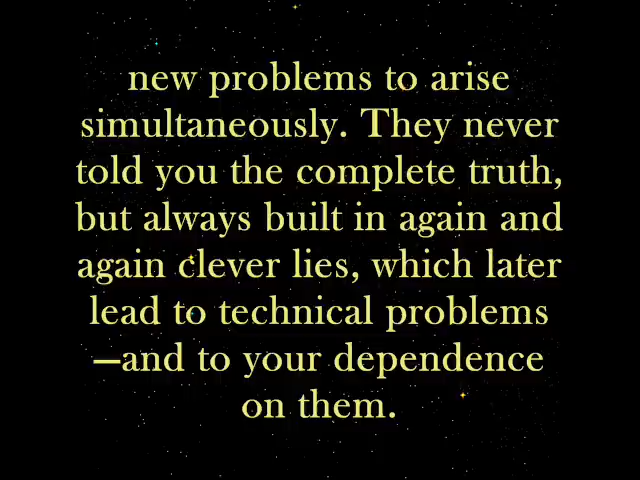 new problems to arise
simultaneously. They never
told you the complete truth,
but always built in again and
again clever lies, which later
lead to technical problems
—and to your dependence
on them.